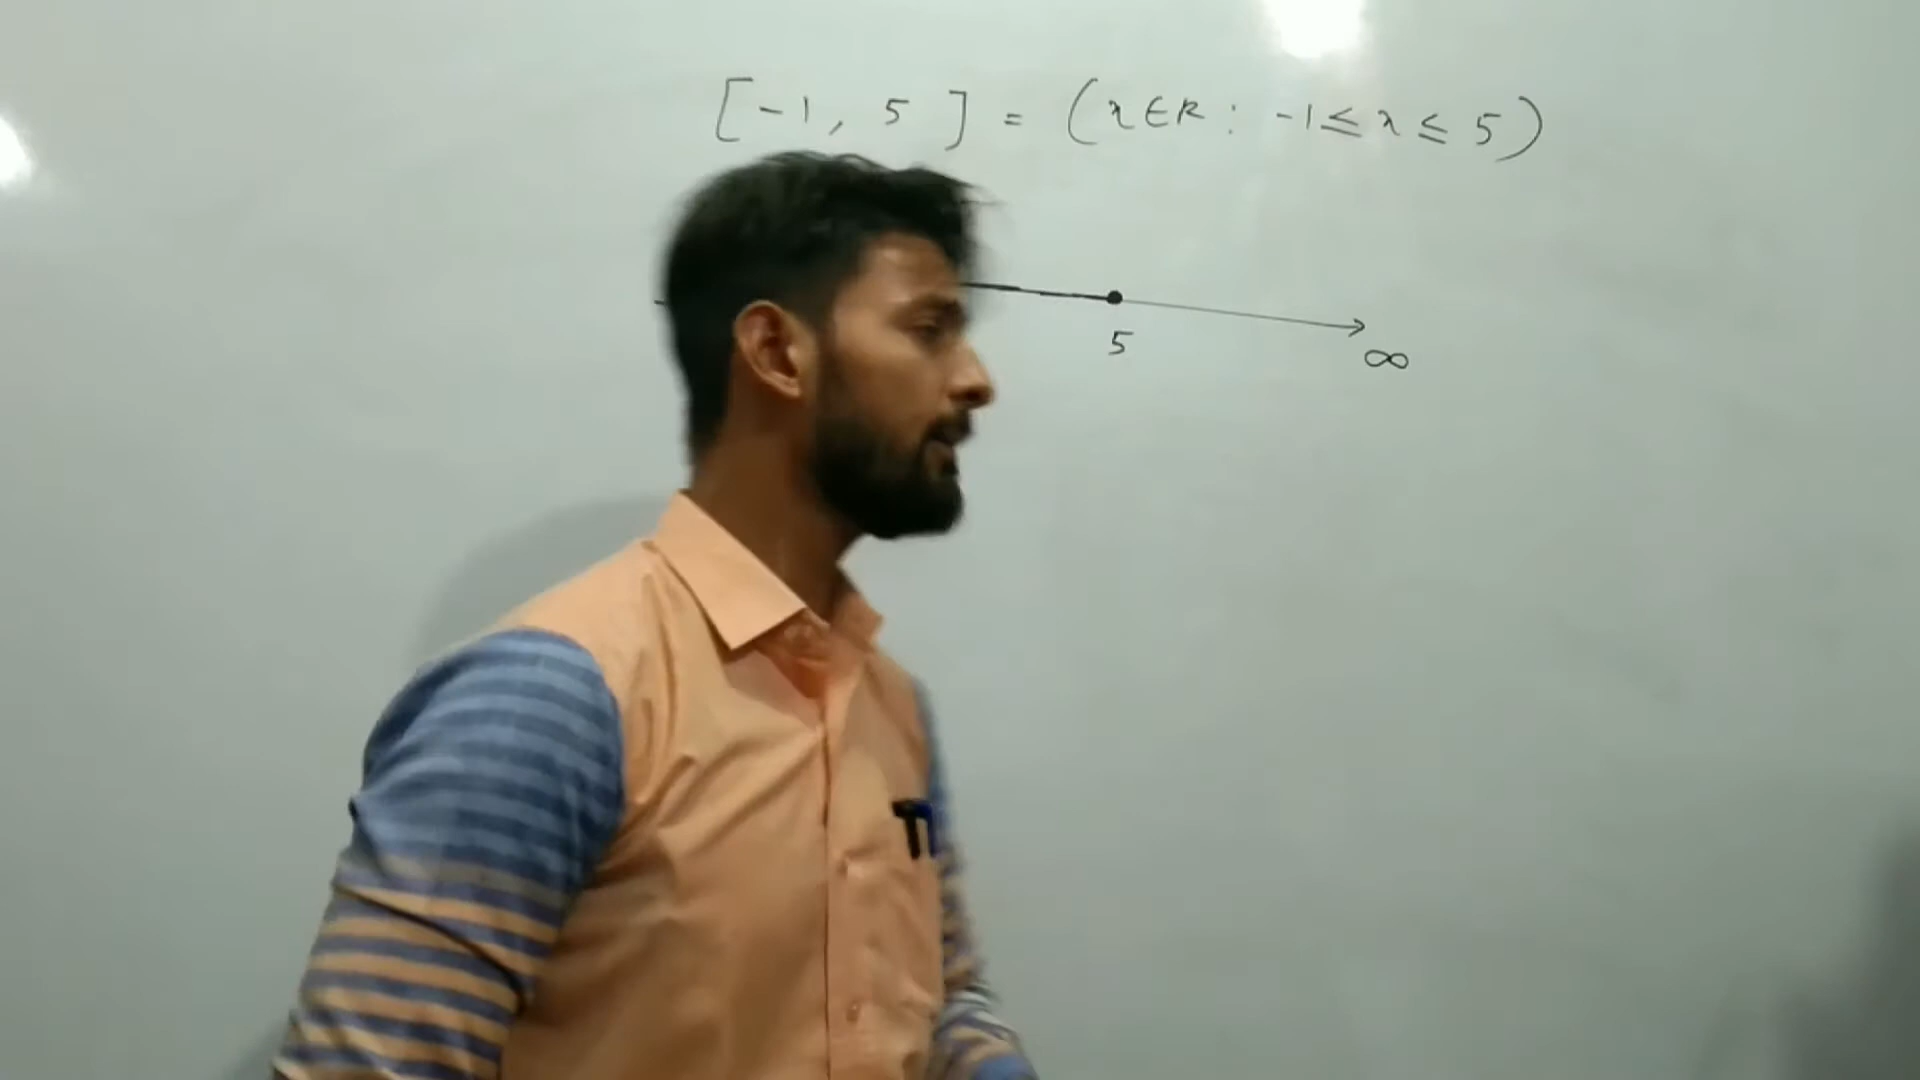 [-1, 5] = (x∈R : -1≤x≤5)
5
∞